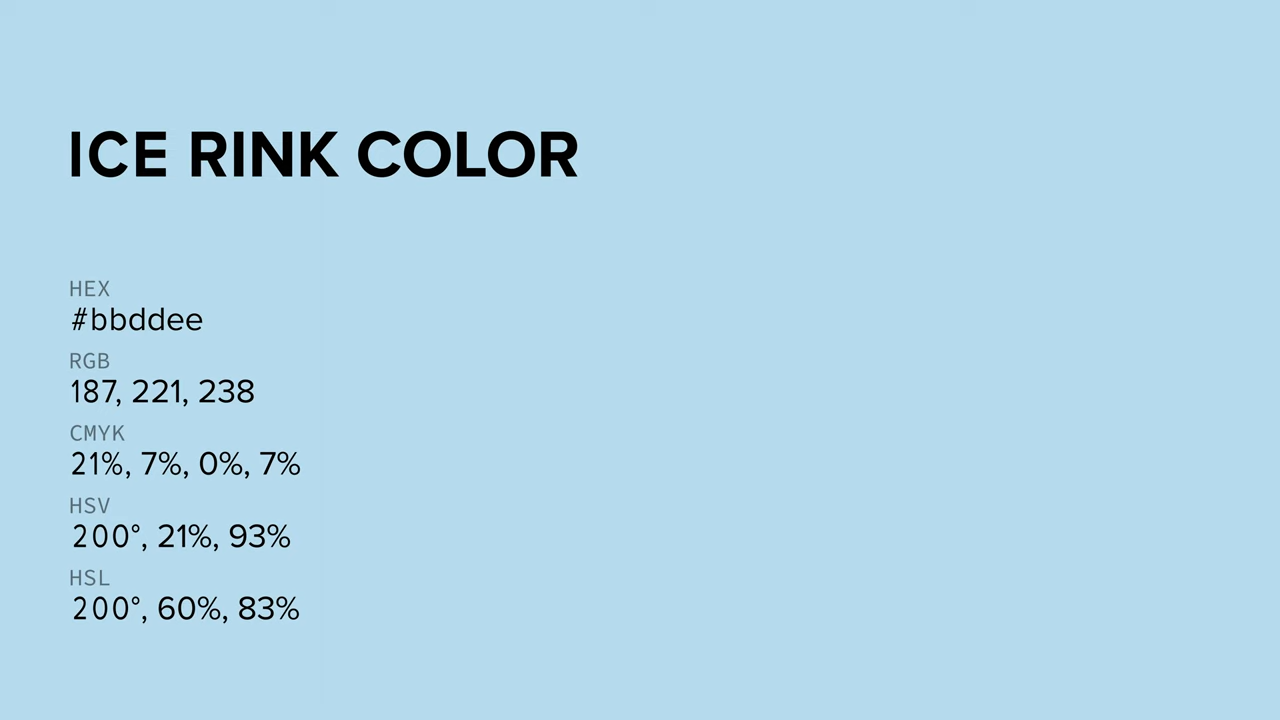 ICE RINK COLOR
HEX
#bbddee
RGB
187, 221, 238
CMYK
21%, 7%, 0%, 7%
HSV
200°, 21%, 93%
HSL
200°, 60%, 83%